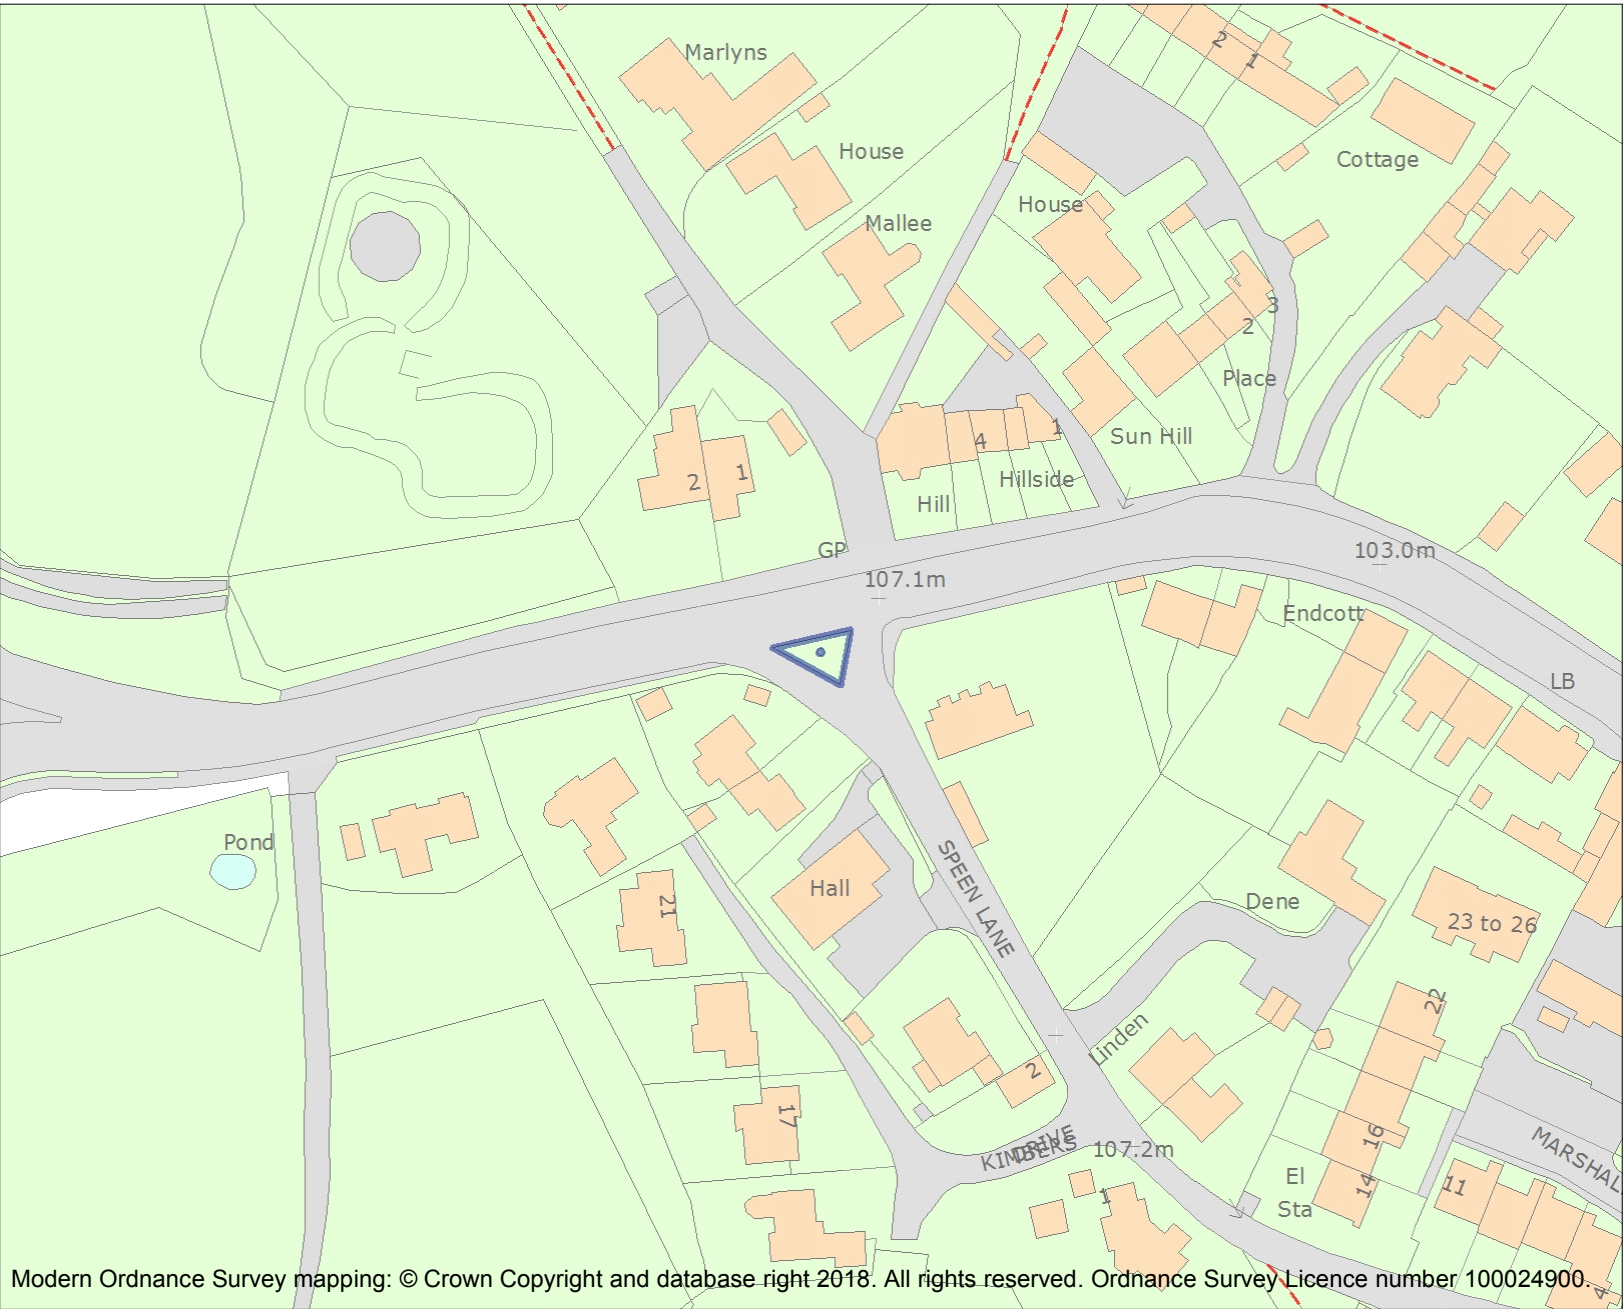 Marlyns
2
1
House
Cottage
House
Mallee
3
2
Place
Sun Hill
1
4
Hillside
Hill
2
1
GP
107.1m
103.0m
Endcott
LB
Pond
Hall
SPEEN LANE
21
Dene
23 to 26
22
Linden
2
17
KIMBERS
DRIVE
107.2m
16
14
El
Sta
11
MARSHAL
1
4
Modern Ordnance Survey mapping: © Crown Copyright and database right 2018. All rights reserved. Ordnance Survey Licence number 100024900.